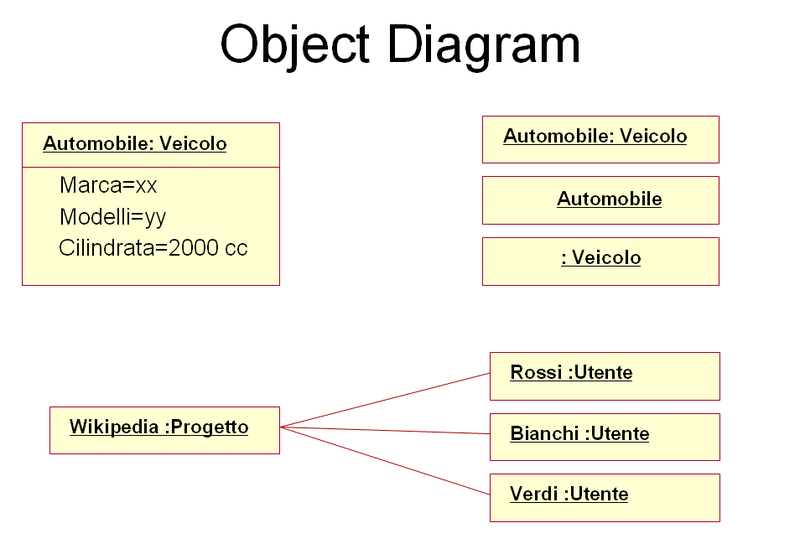 Object Diagram
Automobile: Veicolo
Marca=xx
Modelli=yy
Cilindrata=2000 cc
Automobile: Veicolo
Automobile
: Veicolo
Wikipedia :Progetto
Rossi :Utente
Bianchi :Utente
Verdi :Utente